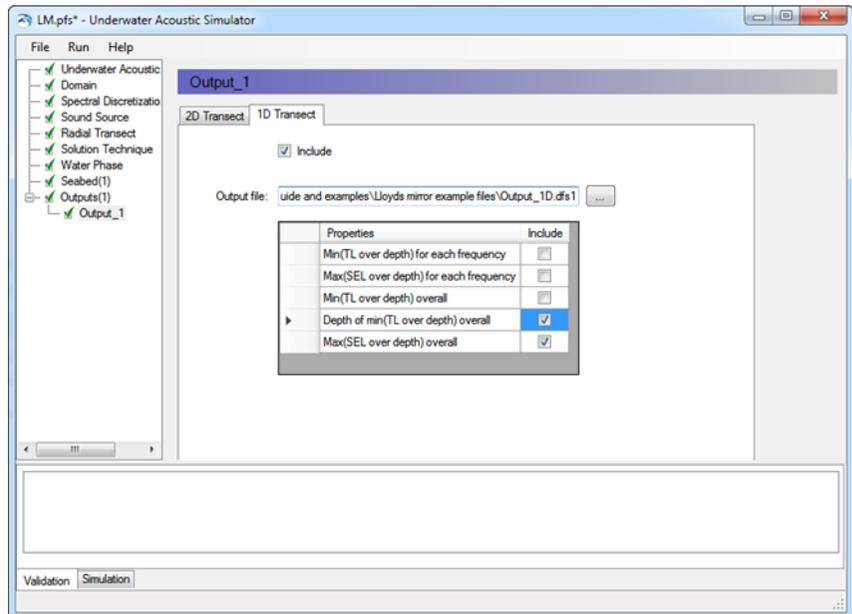 LM.pfs* - Underwater Acoustic Simulator
File Run Help
Underwater Acoustic
Domain
Spectral Discretizatio
Sound Source
Radial Transect
Solution Technique
Water Phase
Seabed(1)
Outputs(1)
Output_1
Output_1
2D Transect 1D Transect
Include
Output file: uide and examples\Lloyds mirror example files\Output_1D.dfs1 ...
Properties Include
Min(TL over depth) for each frequency
Max(SEL over depth) for each frequency
Min(TL over depth) overall
Depth of min(TL over depth) overall
Max(SEL over depth) overall
Validation Simulation